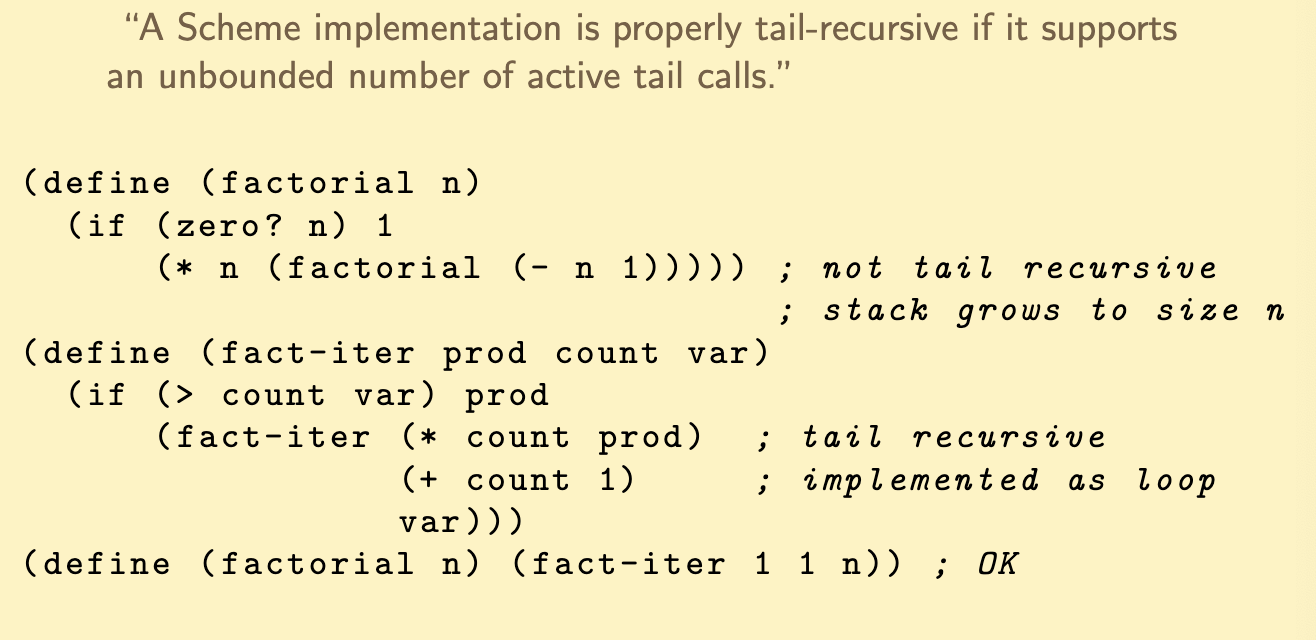 “A Scheme implementation is properly tail-recursive if it supports
an unbounded number of active tail calls.”
(define (factorial n)
  (if (zero? n) 1
      (* n (factorial (- n 1))))) ; not tail recursive
                                  ; stack grows to size n
(define (fact-iter prod count var)
  (if (> count var) prod
      (fact-iter (* count prod)  ; tail recursive
                 (+ count 1)     ; implemented as loop
                 var)))
(define (factorial n) (fact-iter 1 1 n)) ; OK